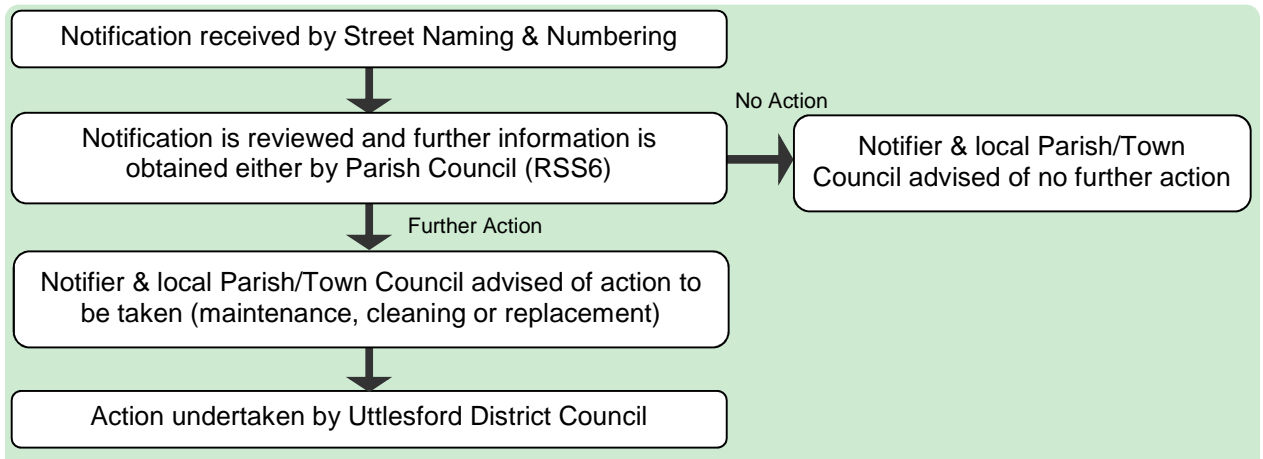 Notification received by Street Naming & Numbering
No Action
Notification is reviewed and further information is
obtained either by Parish Council (RSS6)
Notifier & local Parish/Town
Council advised of no further action
Further Action
Notifier & local Parish/Town Council advised of action to
be taken (maintenance, cleaning or replacement)
Action undertaken by Uttlesford District Council